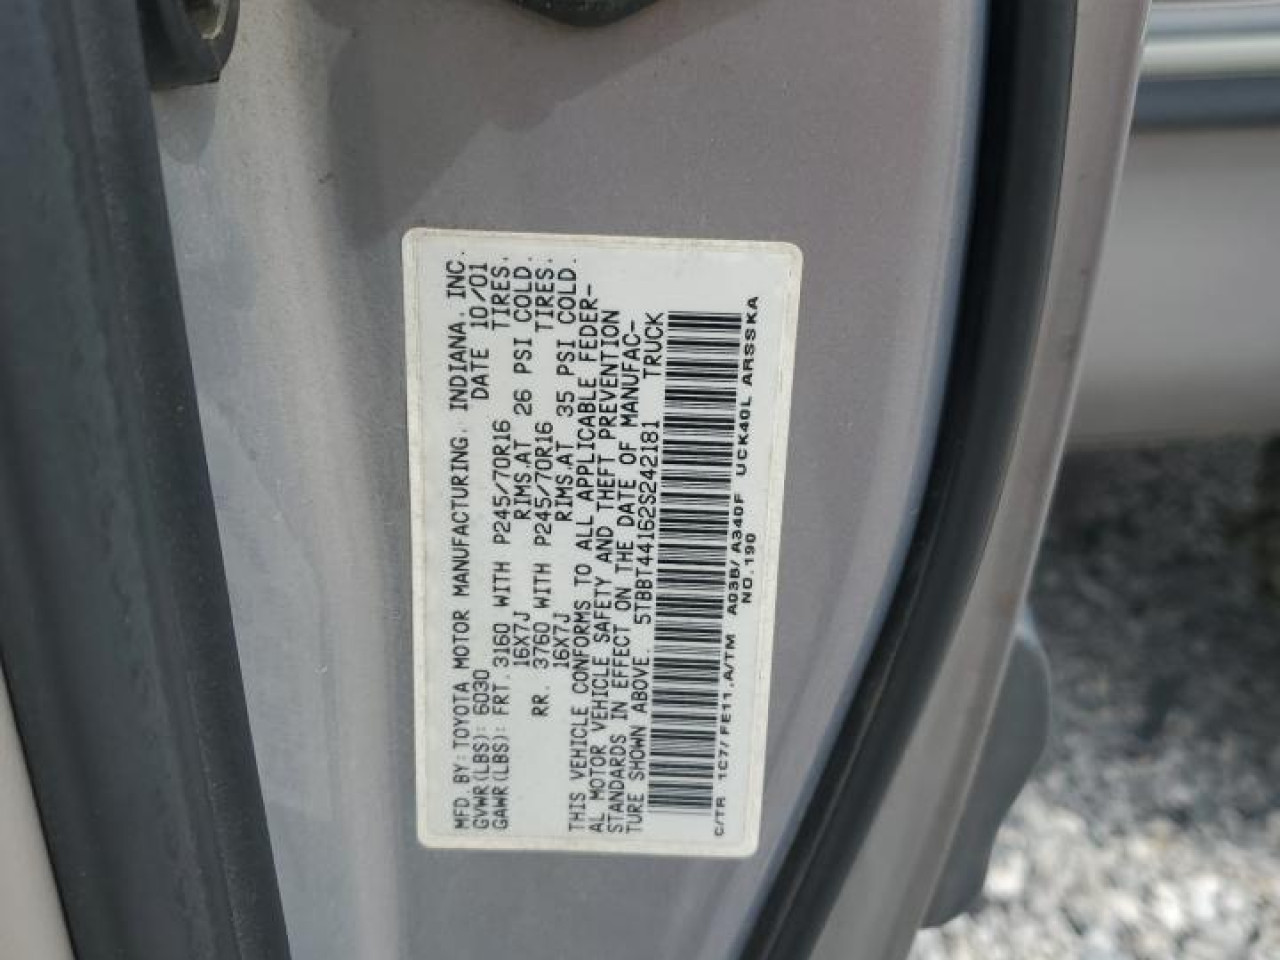 MFD. BY: TOYOTA MOTOR MANUFACTURING, INDIANA, INC.
GVWR(LBS): 6030 DATE 10/01
GAWR(LBS): FRT. 3160 WITH P245/70R16 TIRES.
16X7J RIMS.AT 26 PSI COLD.
RR. 3760 WITH P245/70R16 TIRES.
16X7J RIMS.AT 35 PSI COLD.
THIS VEHICLE CONFORMS TO ALL APPLICABLE FEDER-
AL MOTOR VEHICLE SAFETY AND THEFT PREVENTION
STANDARDS IN EFFECT ON THE DATE OF MANUFAC-
TURE SHOWN ABOVE. 5TBBT44162S242181 TRUCK
C/TR 1C7/FE11.A/TM A03B/A340F UCK40L ARSSKA
NO.190